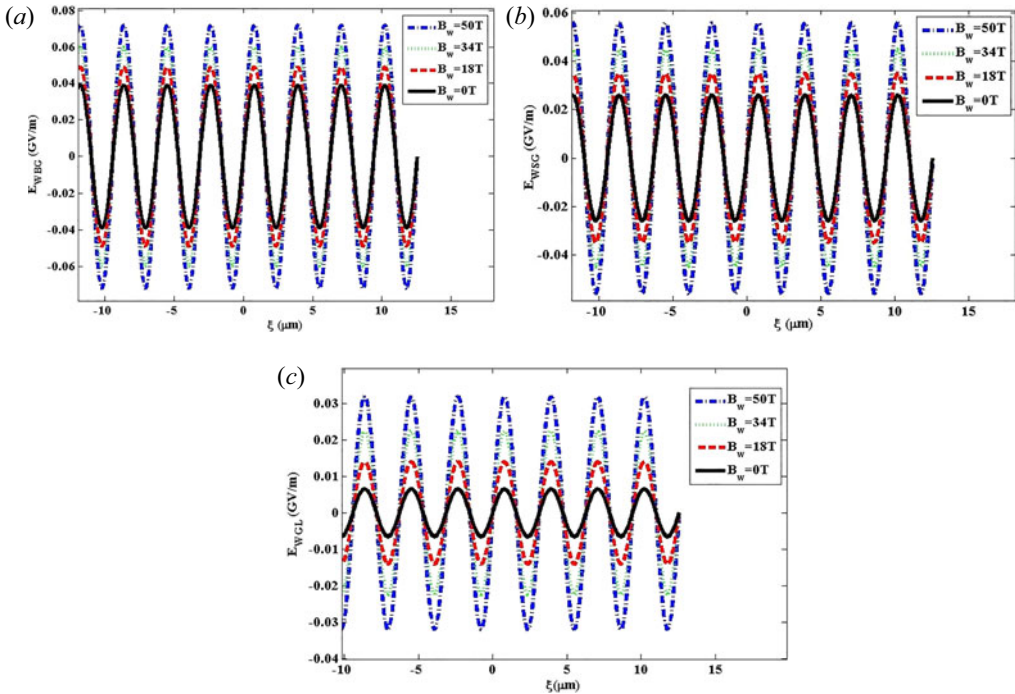 (a)
0.08
0.06
0.04
0.02
0
-0.02
-0.04
-0.06
E_WBG (GV/m)
-10
-5
0
5
10
15
ξ (μm)
B_w=50T
B_w=34T
B_w=18T
B_w=0T
(b)
0.06
0.04
0.02
0
-0.02
-0.04
E_WSG (GV/m)
-10
-5
0
5
10
15
ξ (μm)
B_w=50T
B_w=34T
B_w=18T
B_w=0T
(c)
0.03
0.02
0.01
0
-0.01
-0.02
-0.03
-0.04
E_WGL (GV/m)
-10
-5
0
5
10
15
ξ(μm)
B_w=50T
B_w=34T
B_w=18T
B_w=0T